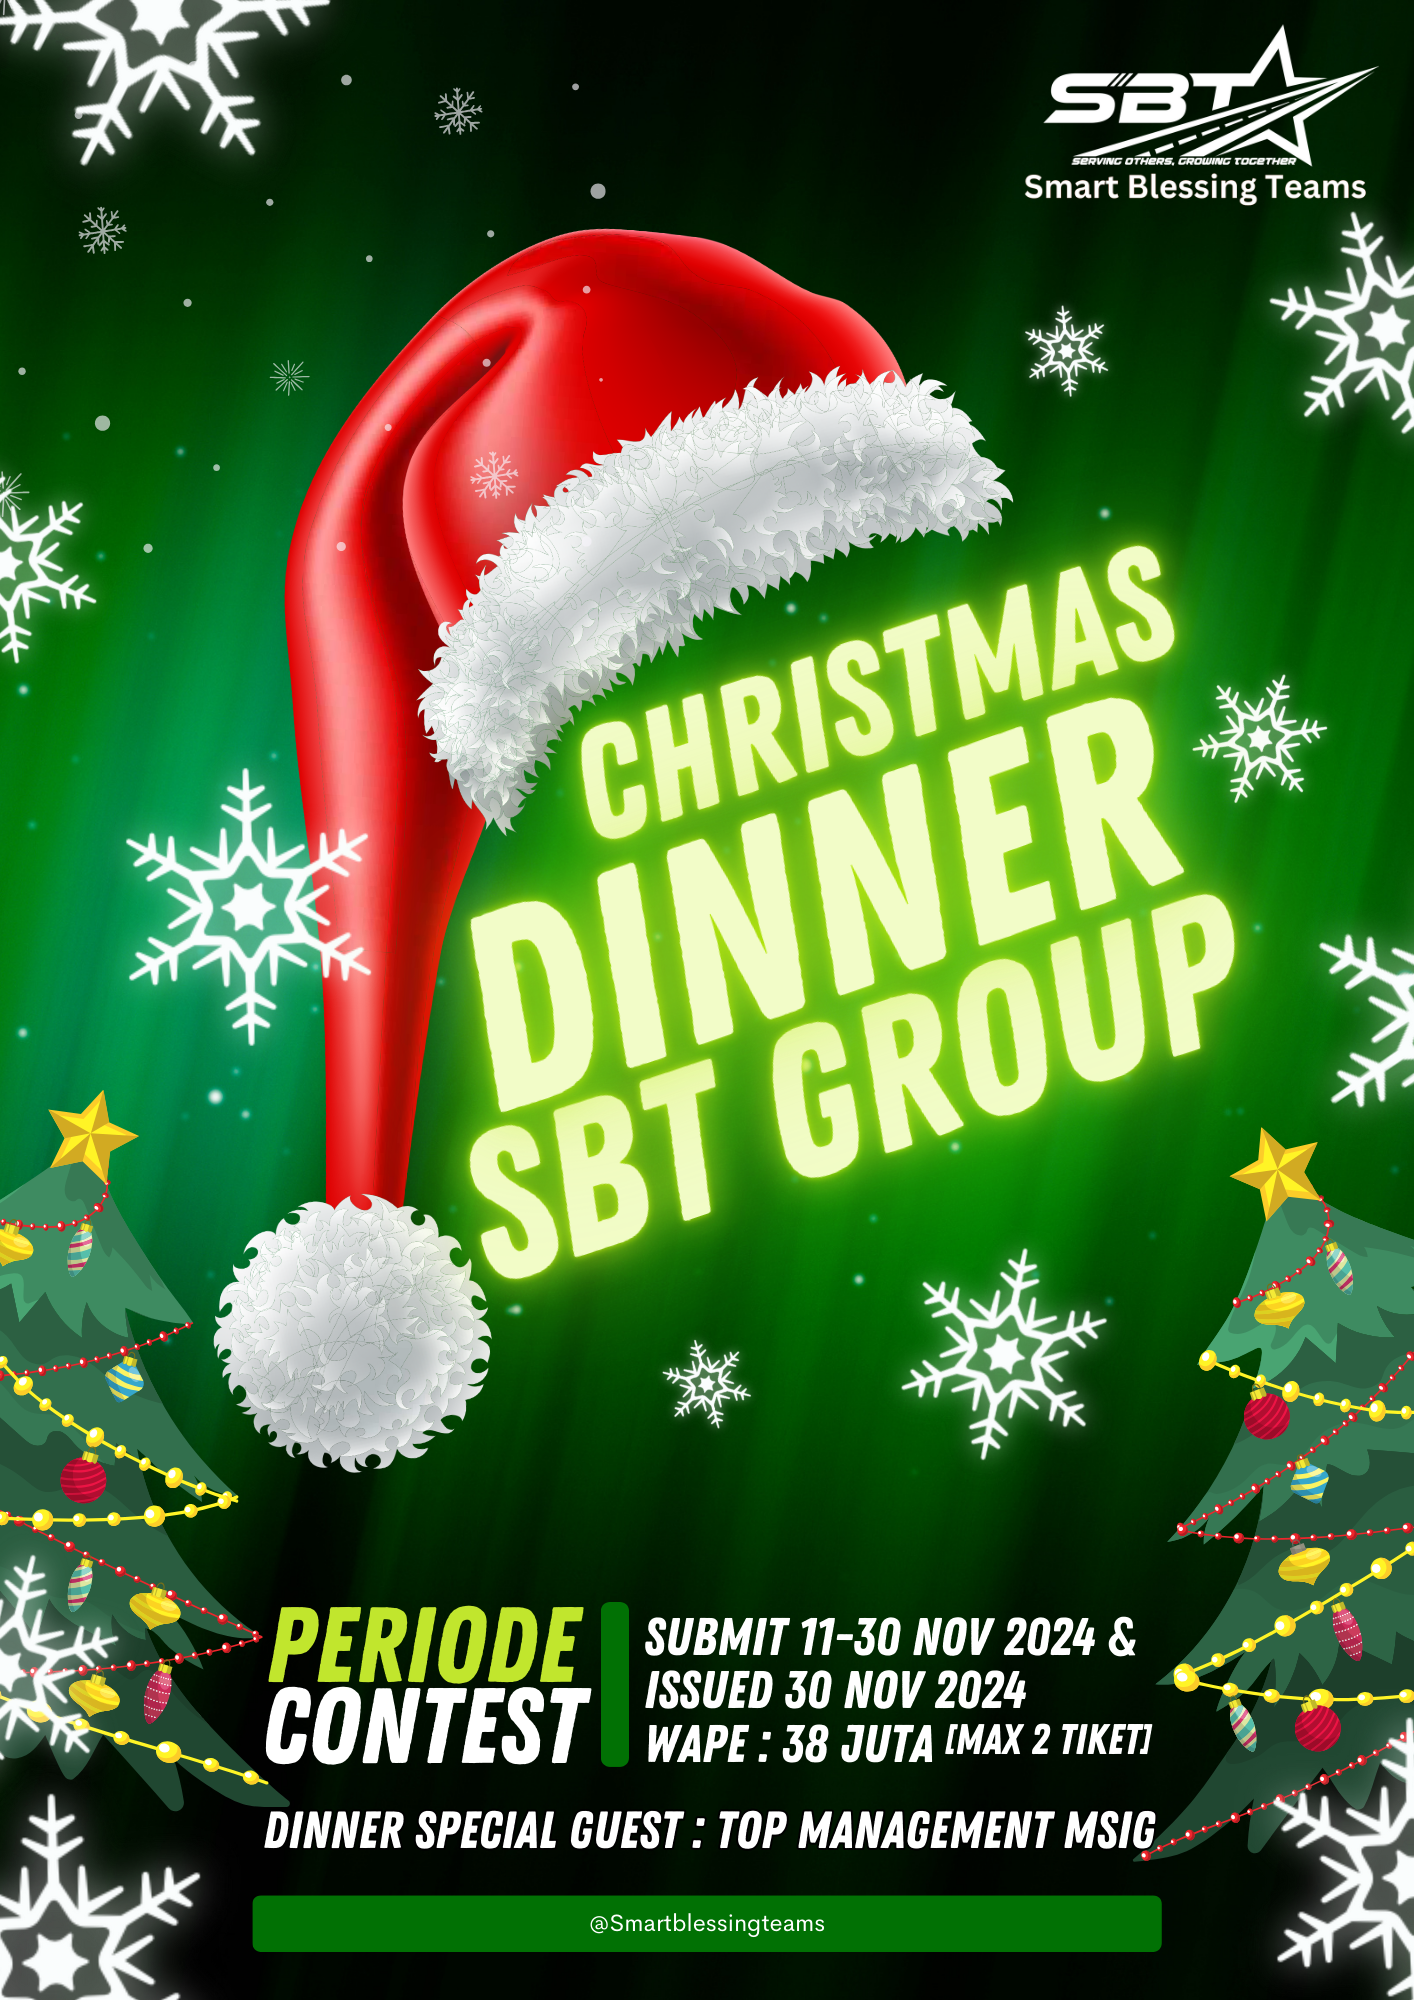 SBT
SERVING OTHERS, GROWING TOGETHER
Smart Blessing Teams
CHRISTMAS
DINNER
SBT GROUP
PERIODE
CONTEST
SUBMIT 11-30 NOV 2024 &
ISSUED 30 NOV 2024
WAPE : 38 JUTA [MAX 2 TIKET]
DINNER SPECIAL GUEST : TOP MANAGEMENT MSIG
@Smartblessingteams